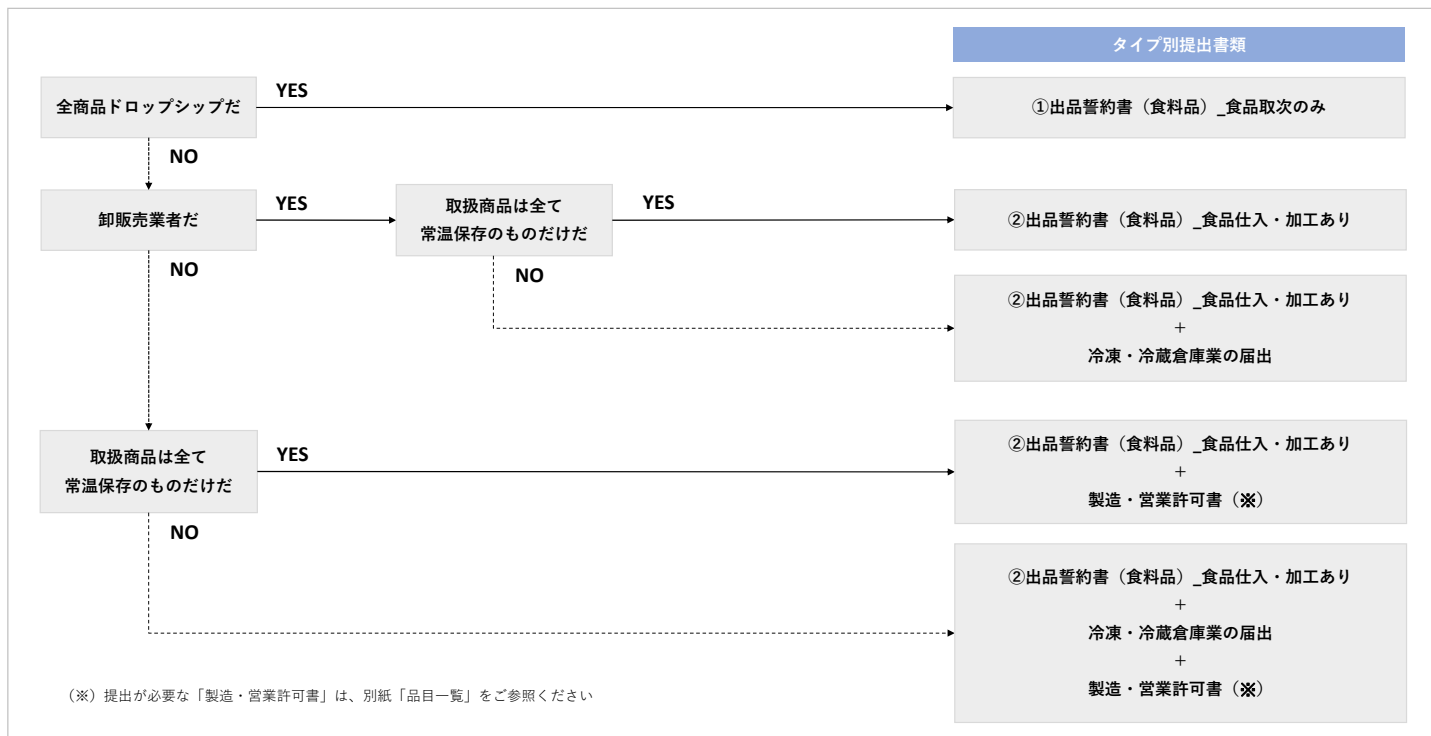 タイプ別提出書類
全商品ドロップシップだ
YES
①出品誓約書（食料品）_食品取次のみ
NO
卸販売業者だ
YES
取扱商品は全て
常温保存のものだけだ
YES
②出品誓約書（食料品）_食品仕入・加工あり
NO
NO
②出品誓約書（食料品）_食品仕入・加工あり
+
冷凍・冷蔵倉庫業の届出
取扱商品は全て
常温保存のものだけだ
YES
②出品誓約書（食料品）_食品仕入・加工あり
+
製造・営業許可書（※）
NO
②出品誓約書（食料品）_食品仕入・加工あり
+
冷凍・冷蔵倉庫業の届出
+
製造・営業許可書（※）
（※）提出が必要な「製造・営業許可書」は、別紙「品目一覧」をご参照ください